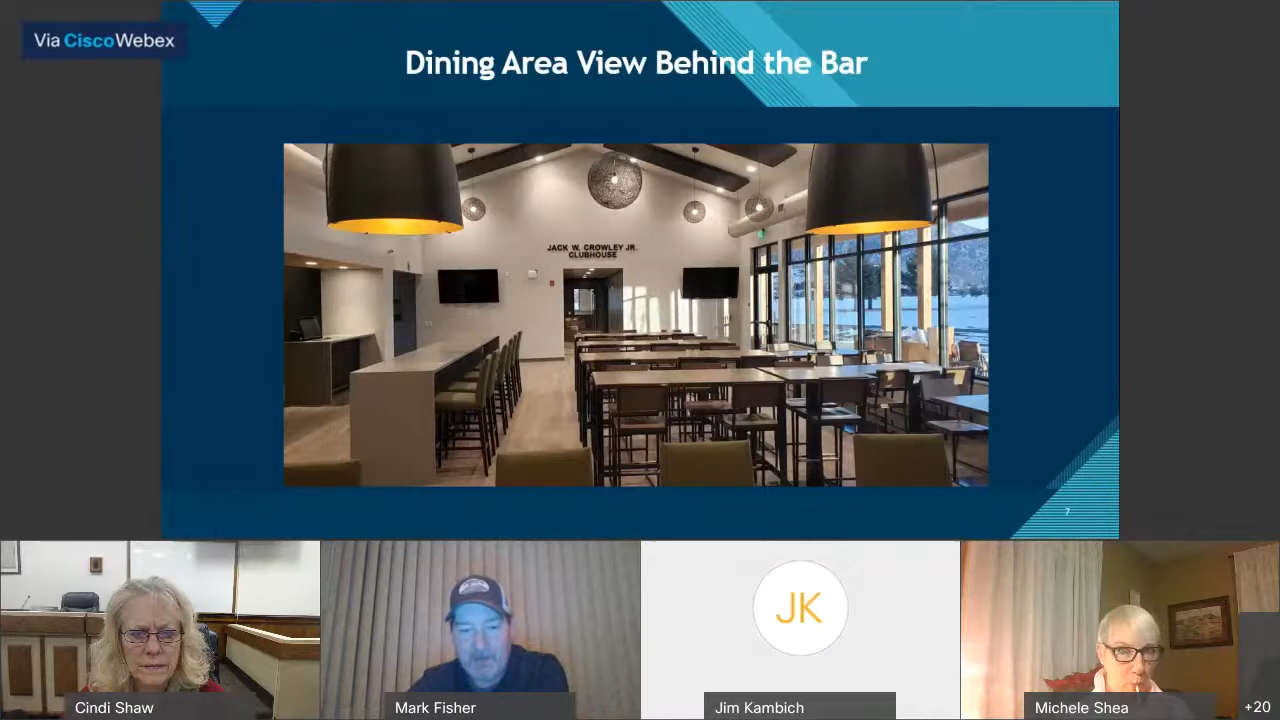 Via CiscoWebex
Dining Area View Behind the Bar
JACK W. CROWLEY JR.
CLUBHOUSE
7
JK
Cindi Shaw
Mark Fisher
Jim Kambich
Michele Shea
+20